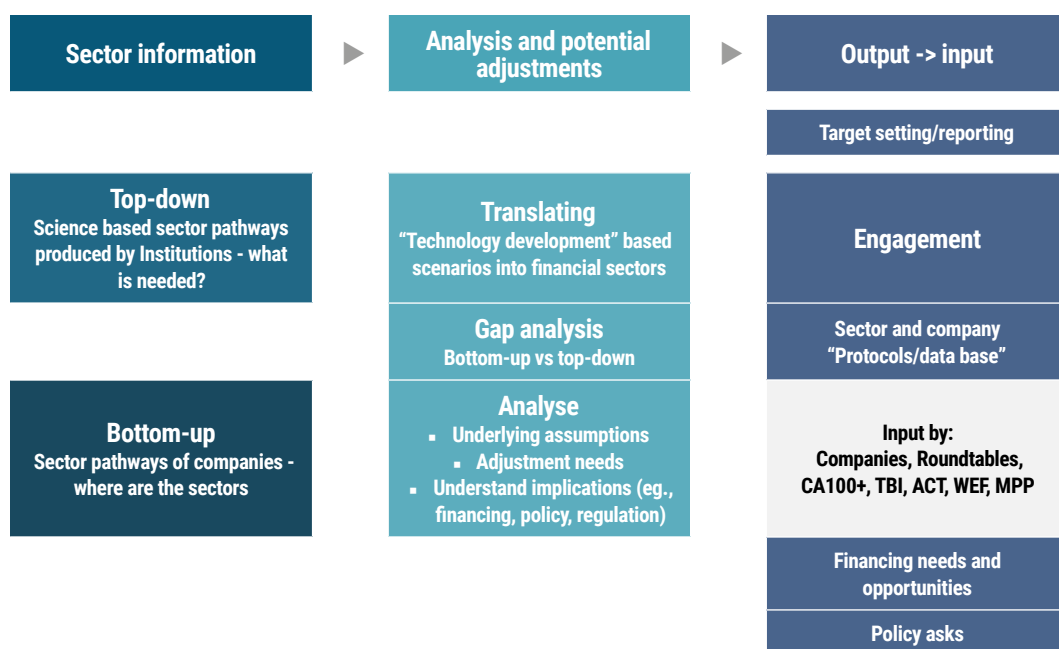 Sector information
Analysis and potential
adjustments
Output -> input
Target setting/reporting
Top-down
Science based sector pathways
produced by Institutions - what
is needed?
Translating
“Technology development” based
scenarios into financial sectors
Engagement
Gap analysis
Bottom-up vs top-down
Sector and company
“Protocols/data base”
Bottom-up
Sector pathways of companies -
where are the sectors
Analyse
▪ Underlying assumptions
▪ Adjustment needs
▪ Understand implications (eg.,
financing, policy, regulation)
Input by:
Companies, Roundtables,
CA100+, TBI, ACT, WEF, MPP
Financing needs and
opportunities
Policy asks